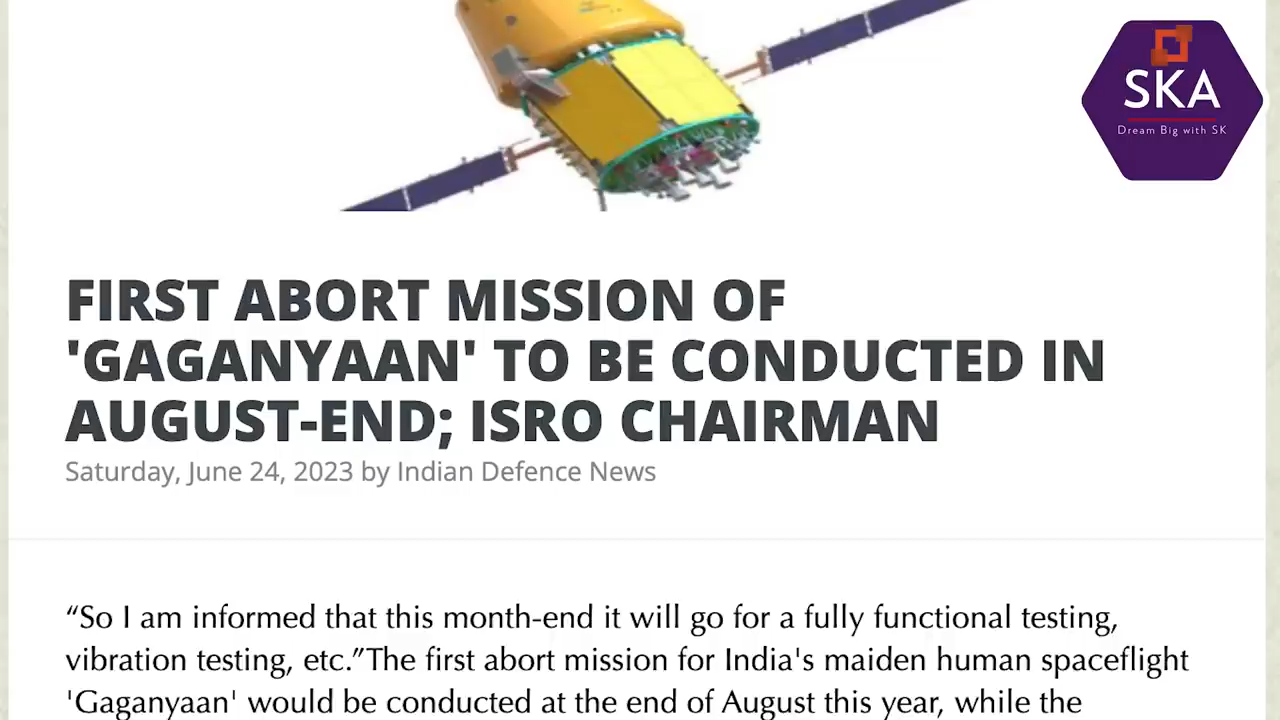 SKA
Dream Big with SK
FIRST ABORT MISSION OF
'GAGANYAAN' TO BE CONDUCTED IN
AUGUST-END; ISRO CHAIRMAN
Saturday, June 24, 2023 by Indian Defence News
“So I am informed that this month-end it will go for a fully functional testing,
vibration testing, etc.”The first abort mission for India's maiden human spaceflight
'Gaganyaan' would be conducted at the end of August this year, while the